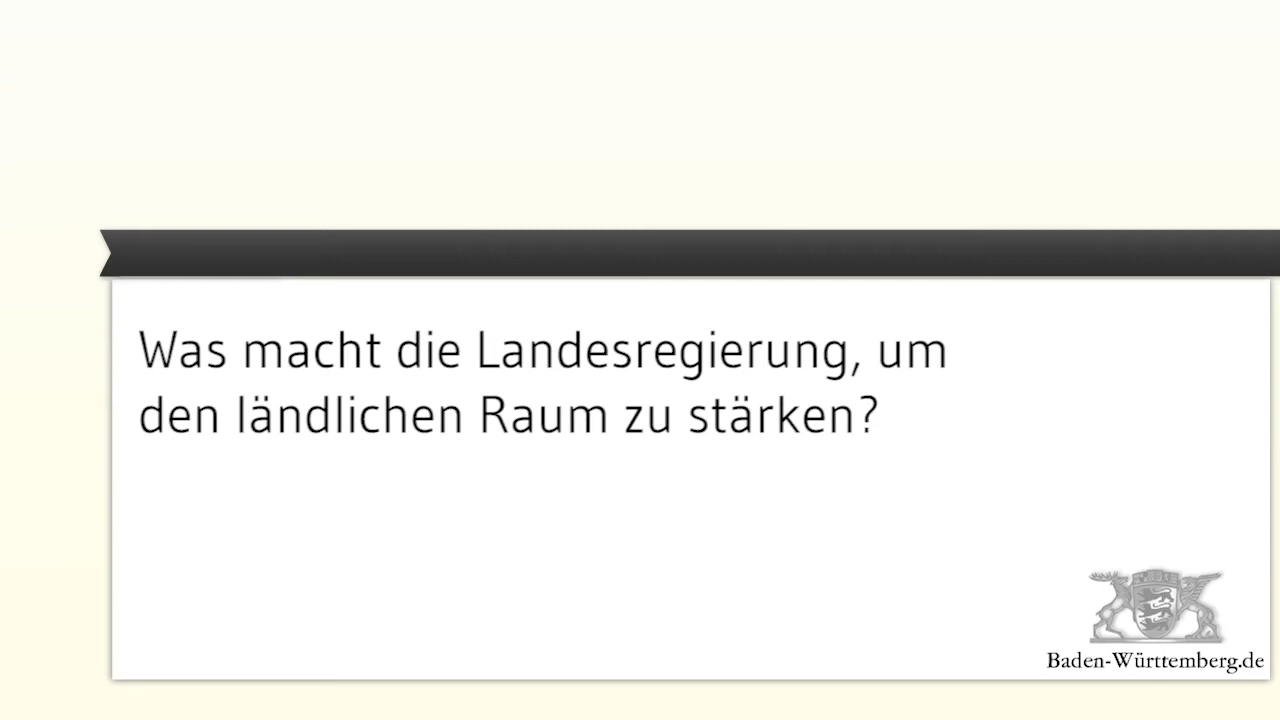 Was macht die Landesregierung, um
den ländlichen Raum zu stärken?
Baden-Württemberg.de